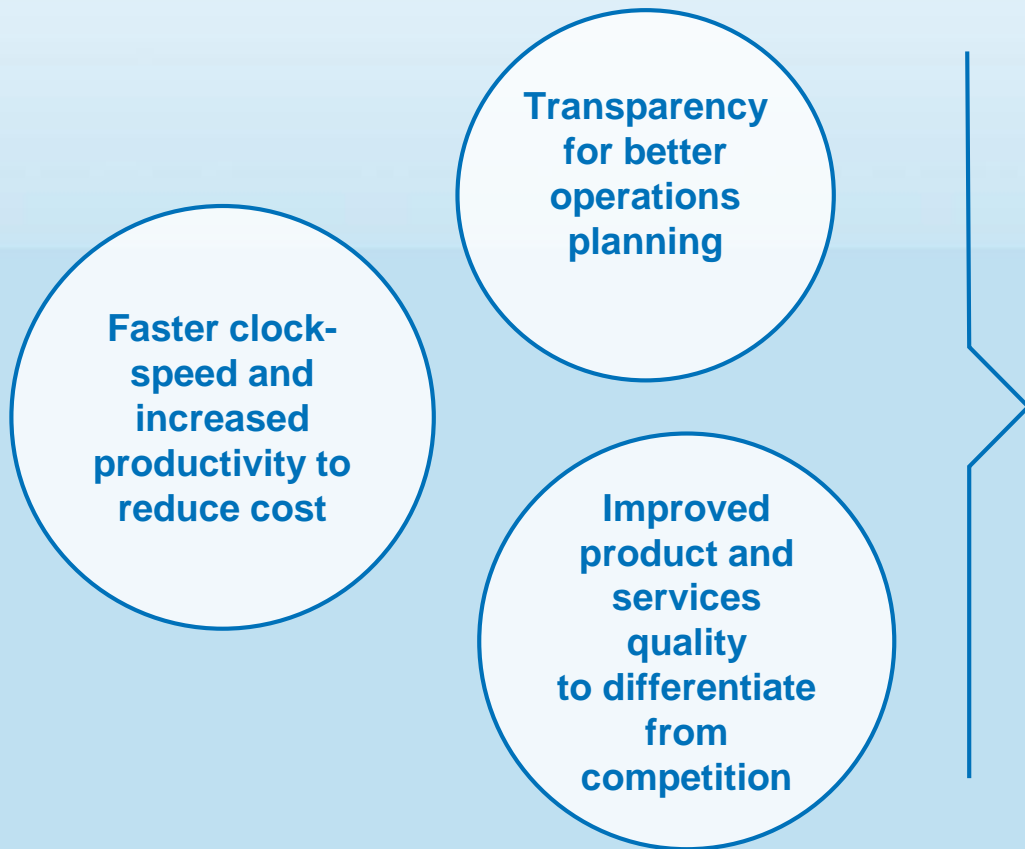 Transparency
for better
operations
planning
Faster clock-
speed and
increased
productivity to
reduce cost
Improved
product and
services
quality
to differentiate
from
competition